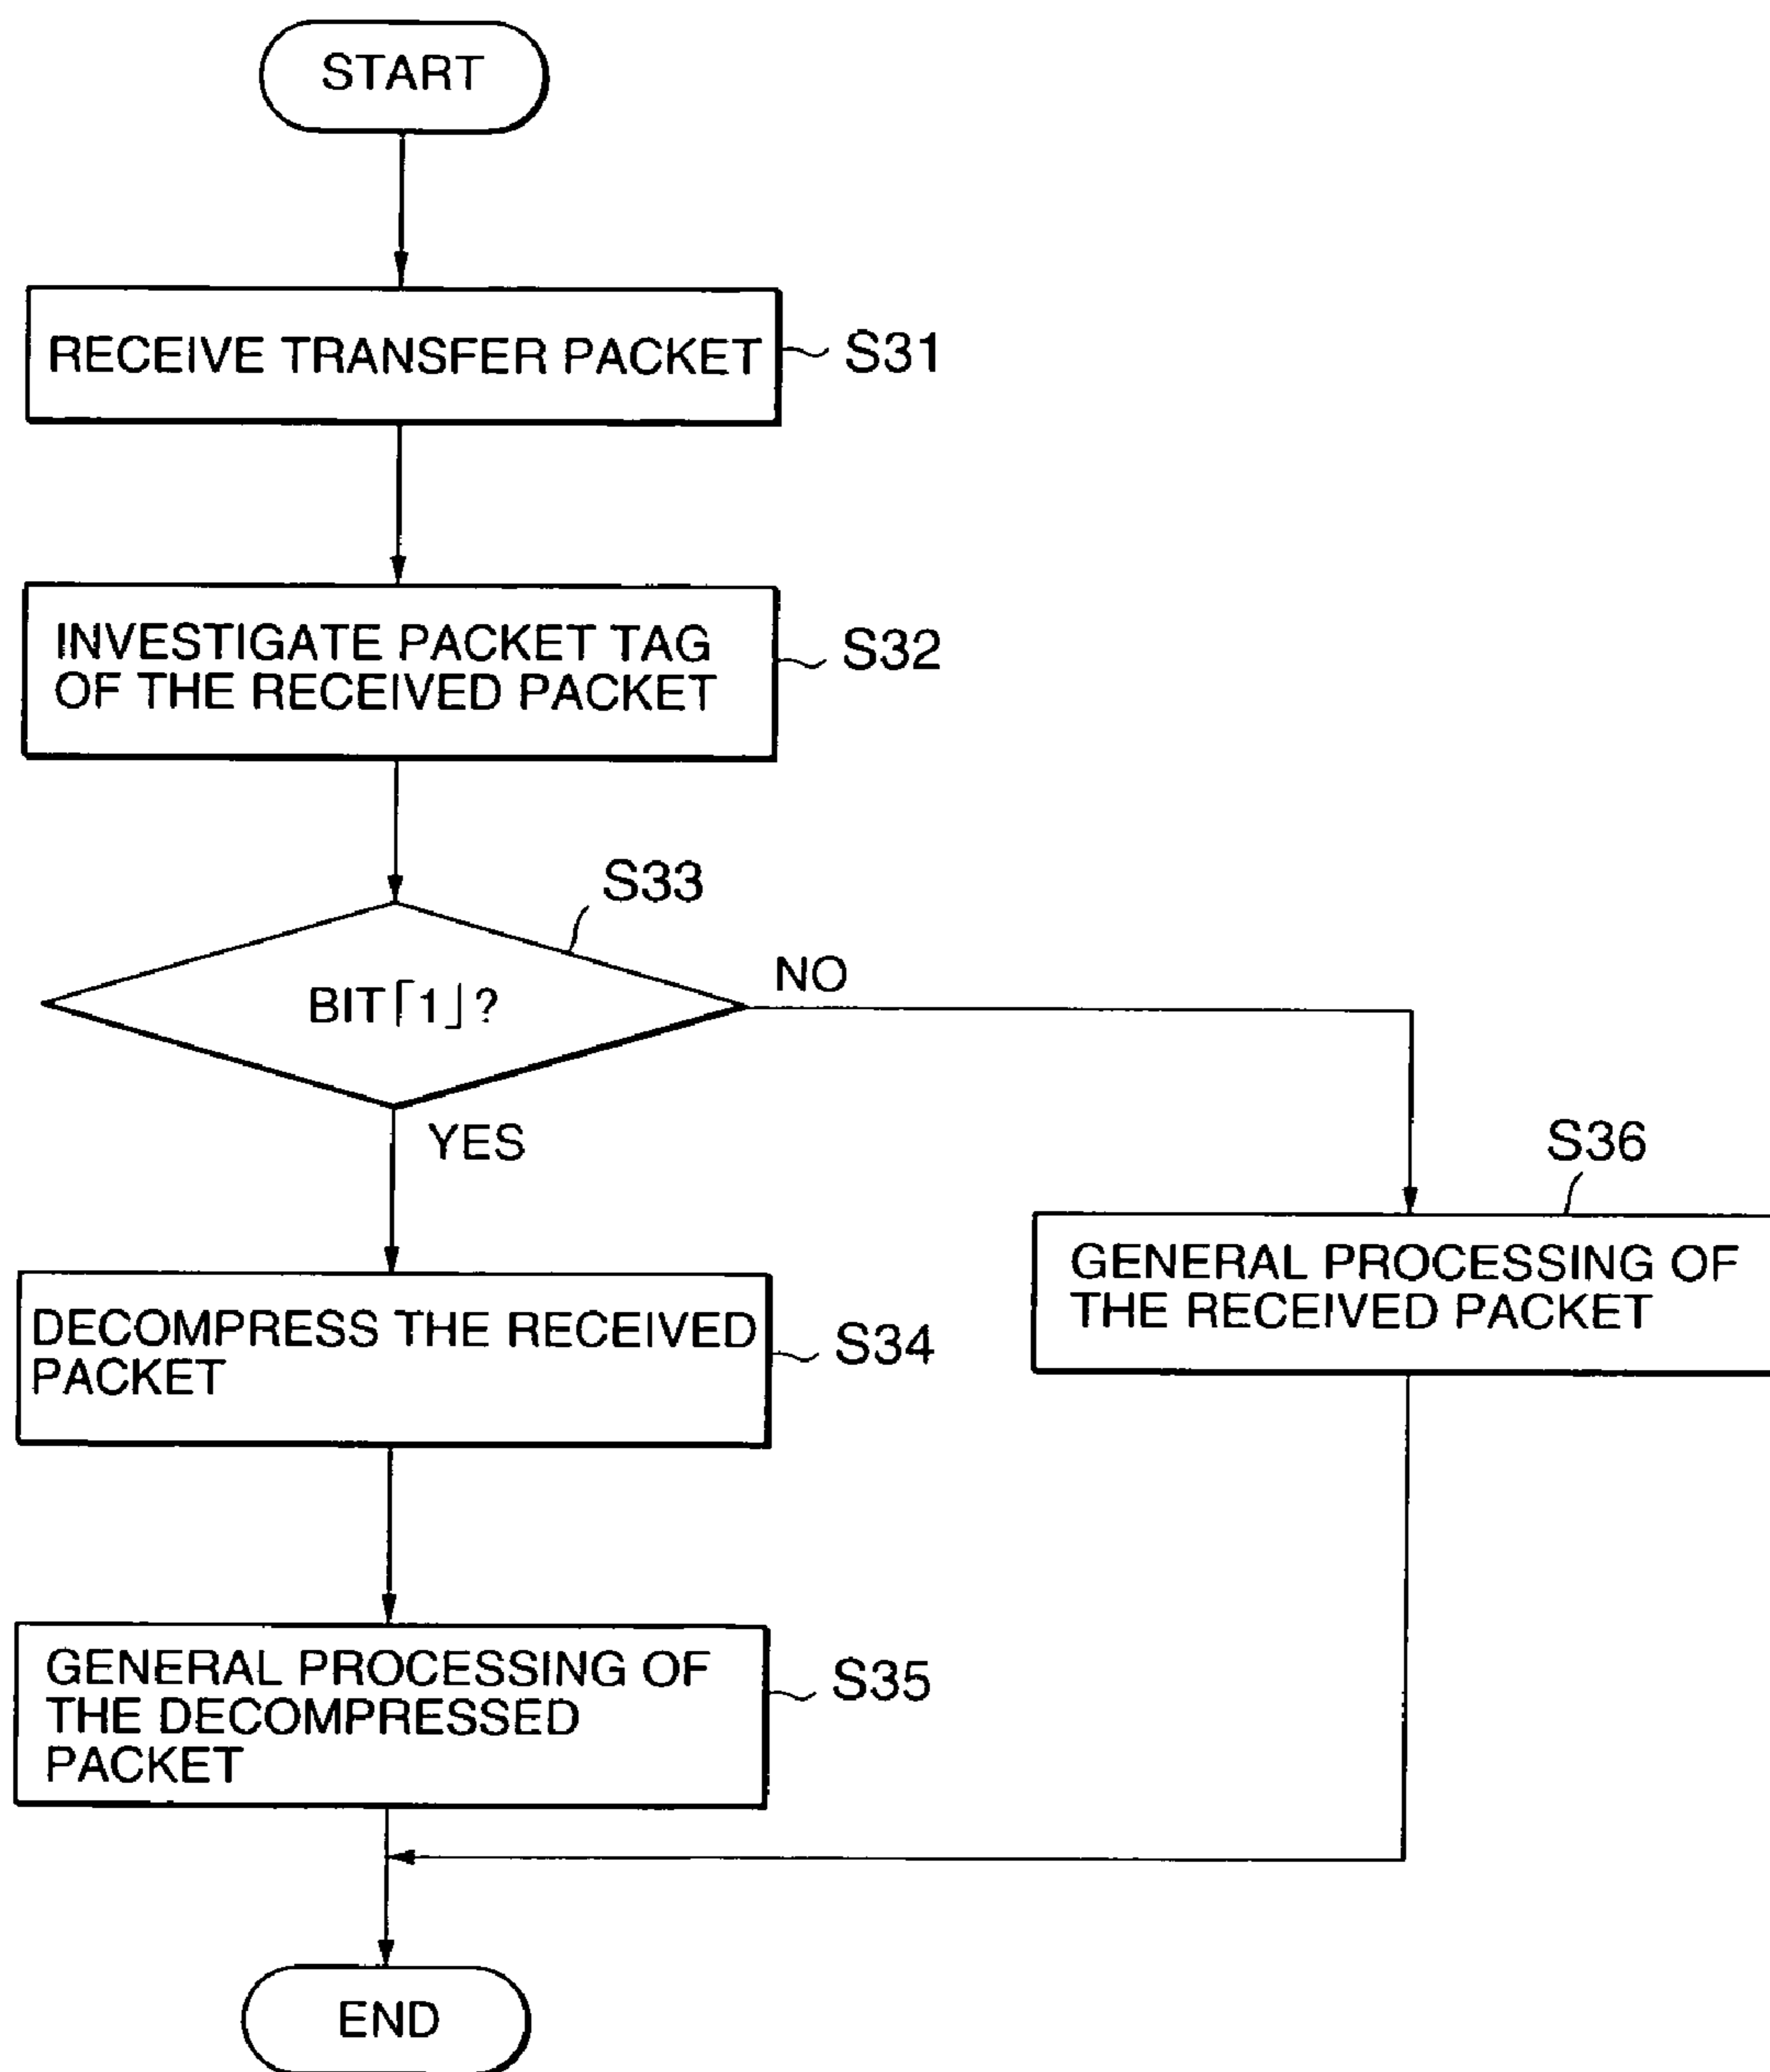 START
RECEIVE TRANSFER PACKET
S31
INVESTIGATE PACKET TAG
OF THE RECEIVED PACKET
S32
S33
BIT「1」?
NO
YES
S36
GENERAL PROCESSING OF
THE RECEIVED PACKET
DECOMPRESS THE RECEIVED
PACKET
S34
GENERAL PROCESSING OF
THE DECOMPRESSED
PACKET
S35
END